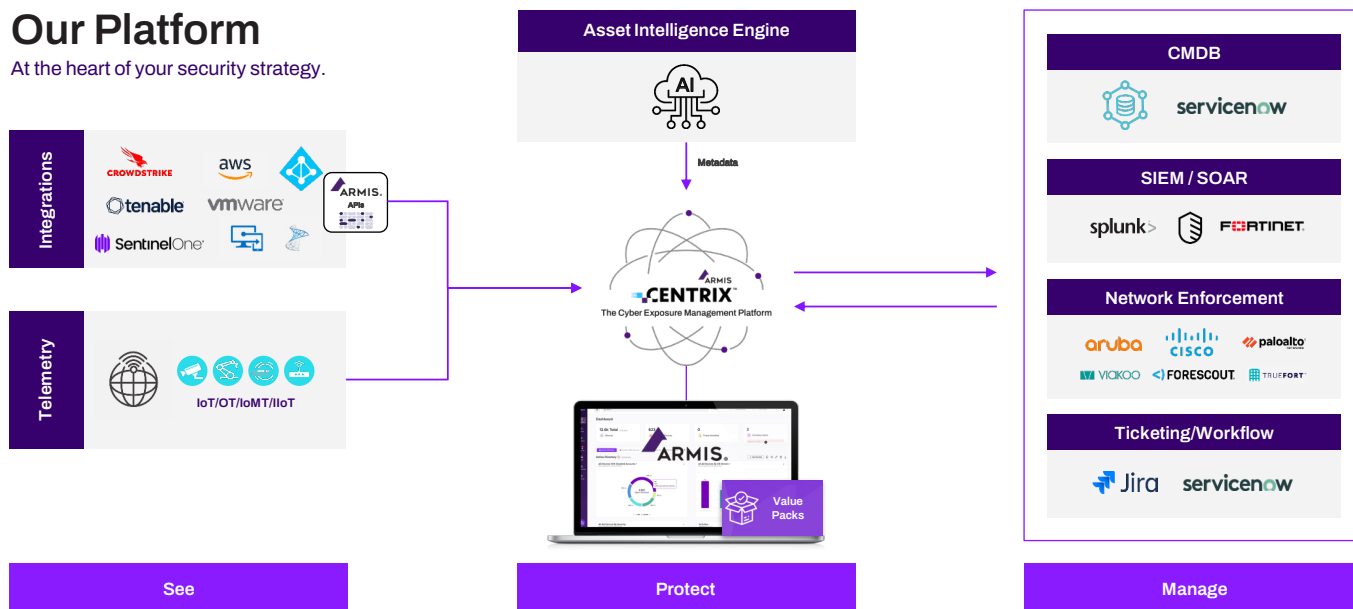 Our Platform
At the heart of your security strategy.
Integrations
CROWDSTRIKE
aws
tenable
vmware
SentinelOne
ARMIS.
APIs
Telemetry
IoT/OT/IoMT/IIoT
See
Asset Intelligence Engine
AI
Metadata
ARMIS
CENTRIX™
The Cyber Exposure Management Platform
Dashboard
ARMIS.
Value
Packs
Protect
CMDB
servicenow
SIEM / SOAR
splunk>
FORTINET
Network Enforcement
aruba
CISCO
paloalto
VIAKOO
FORESCOUT
TRUEFORT
Ticketing/Workflow
Jira
servicenow
Manage